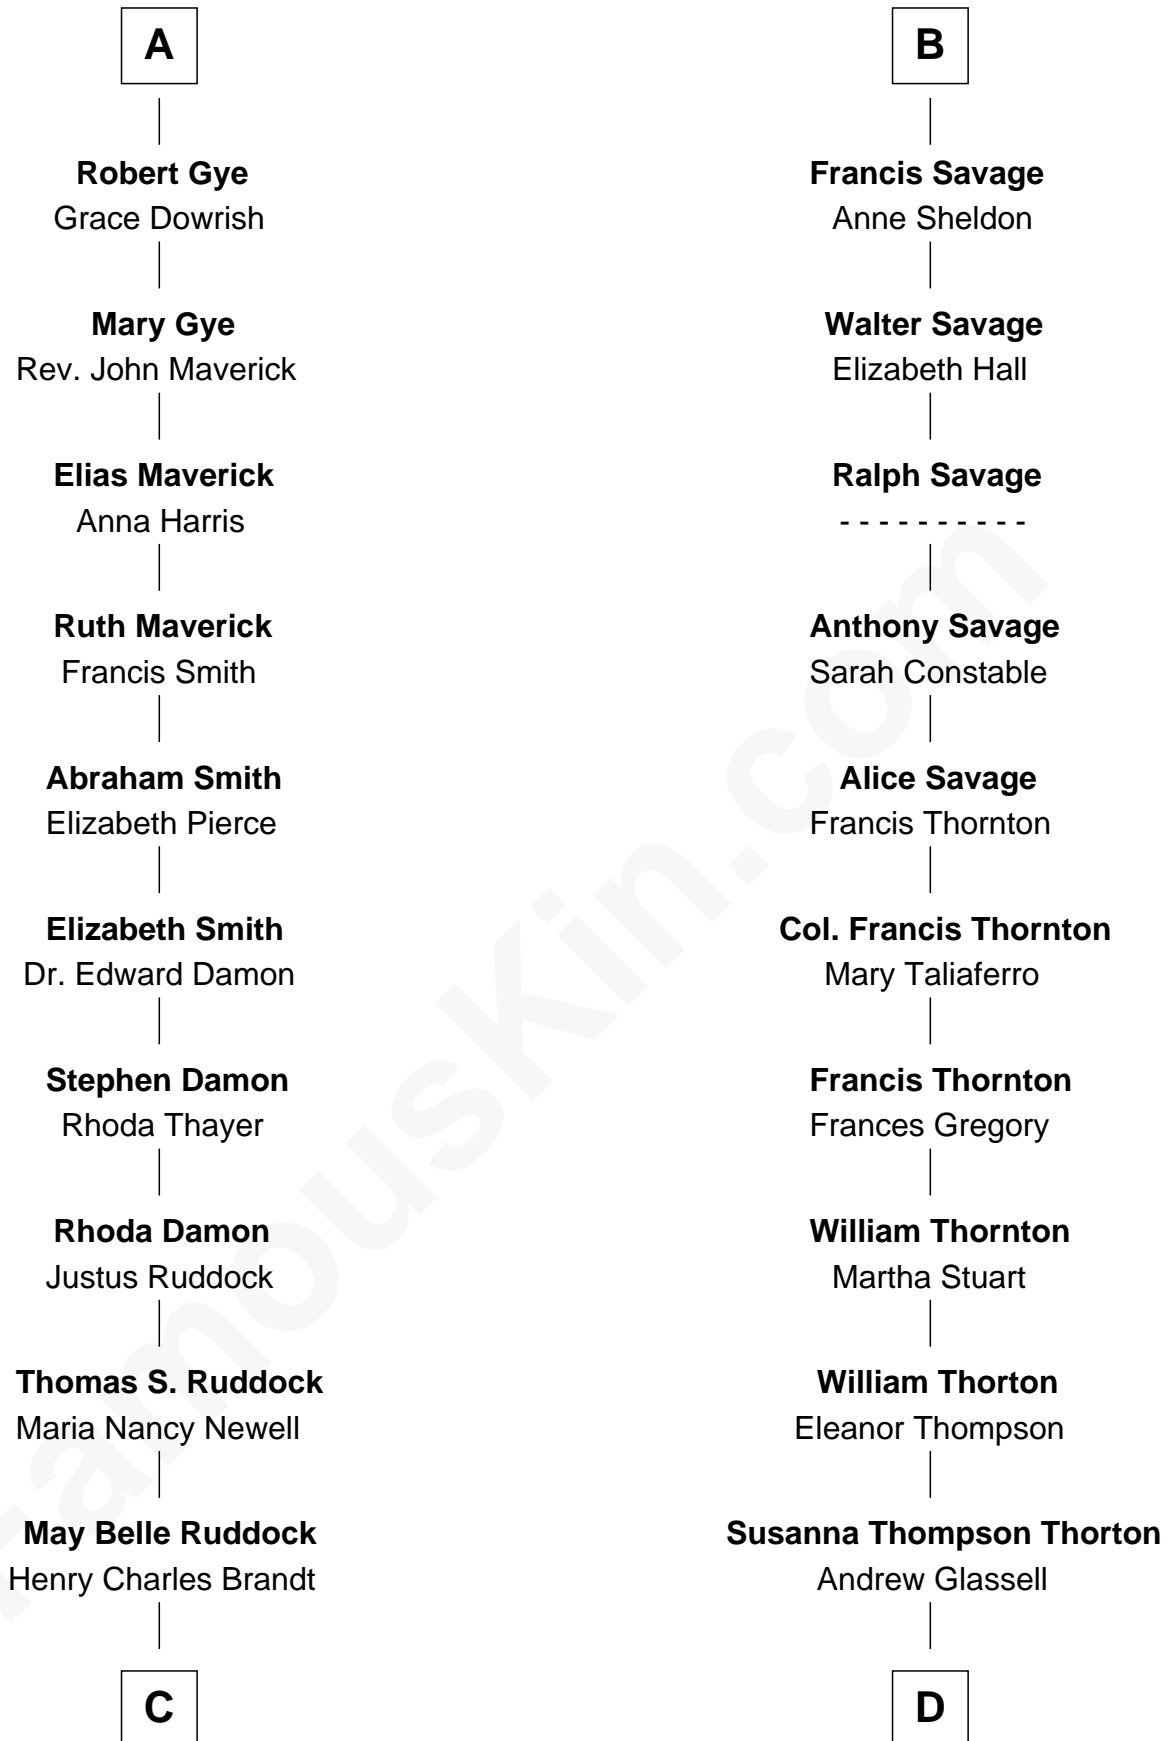 A
Robert Gye
Grace Dowrish
Mary Gye
Rev. John Maverick
Elias Maverick
Anna Harris
Ruth Maverick
Francis Smith
Abraham Smith
Elizabeth Pierce
Elizabeth Smith
Dr. Edward Damon
Stephen Damon
Rhoda Thayer
Rhoda Damon
Justus Ruddock
Thomas S. Ruddock
Maria Nancy Newell
May Belle Ruddock
Henry Charles Brandt
C
B
Francis Savage
Anne Sheldon
Walter Savage
Elizabeth Hall
Ralph Savage
- - - - - - - - - -
Anthony Savage
Sarah Constable
Alice Savage
Francis Thornton
Col. Francis Thornton
Mary Taliaferro
Francis Thornton
Frances Gregory
William Thornton
Martha Stuart
William Thorton
Eleanor Thompson
Susanna Thompson Thorton
Andrew Glassell
D
FamousKin.com